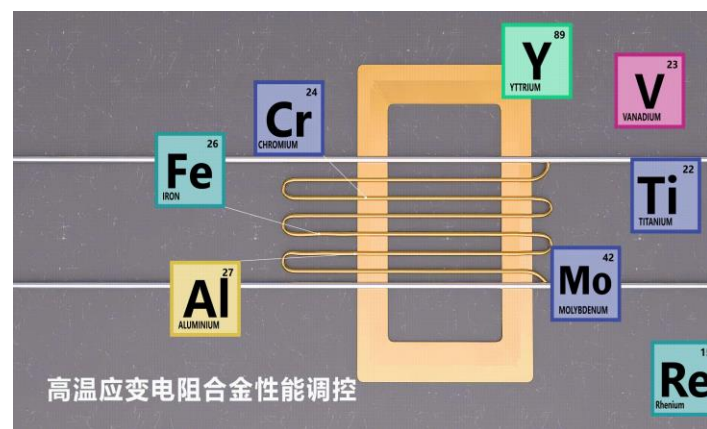 89
Y
YTTRIUM
23
V
VANADIUM
24
Cr
CHROMIUM
26
Fe
IRON
22
Ti
TITANIUM
27
Al
ALUMINIUM
42
Mo
MOLYBDENUM
Re
Rhenium
高温应变电阻合金性能调控